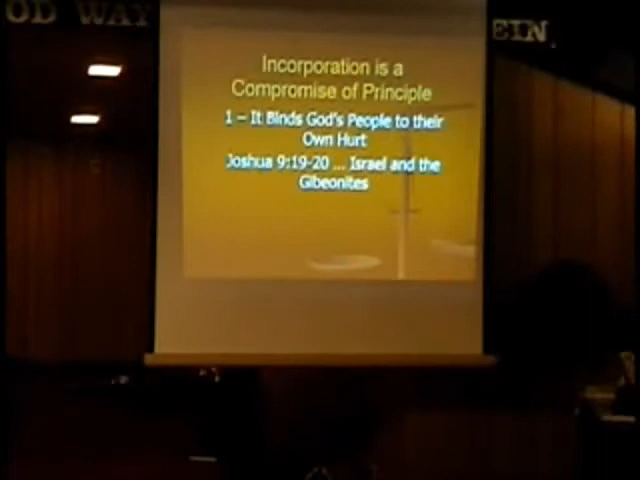 OD WAY
EIN.
Incorporation is a
Compromise of Principle
1 – It Binds God's People to their
Own Hurt
Joshua 9:19-20 ... Israel and the
Gibeonites